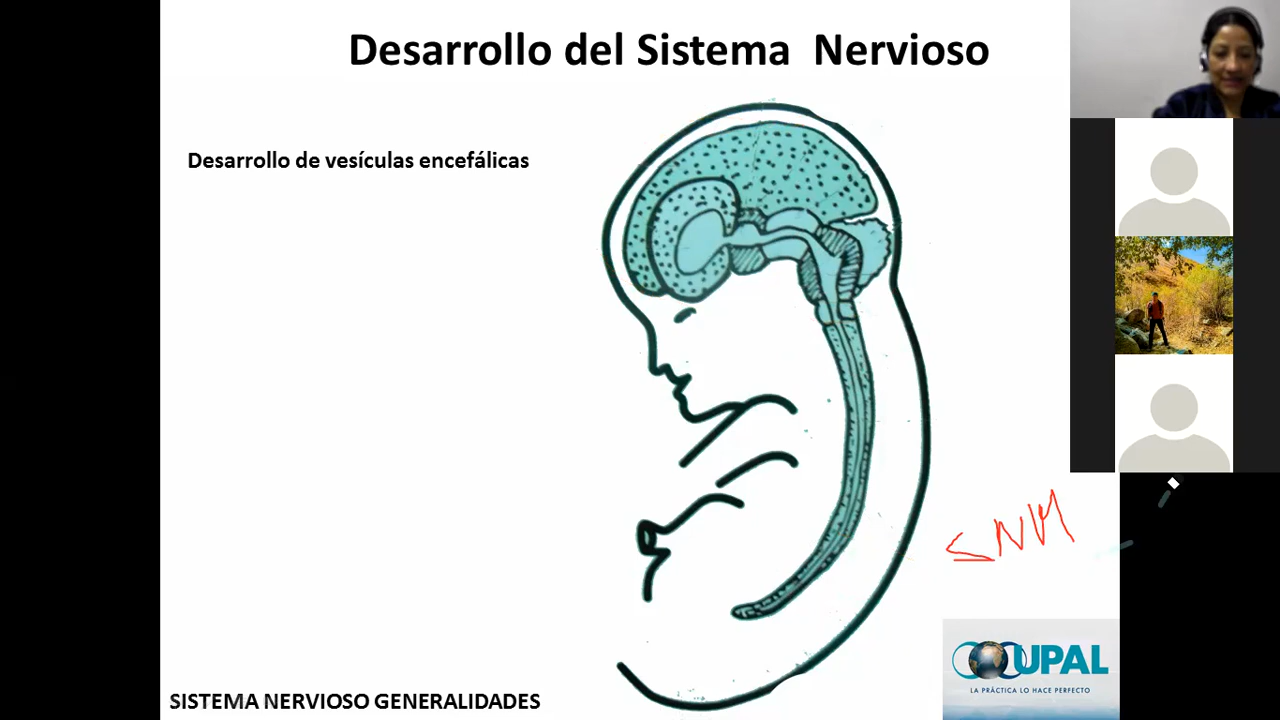 Desarrollo del Sistema Nervioso
Desarrollo de vesículas encefálicas
SNM
UPAL
LA PRÁCTICA LO HACE PERFECTO
SISTEMA NERVIOSO GENERALIDADES